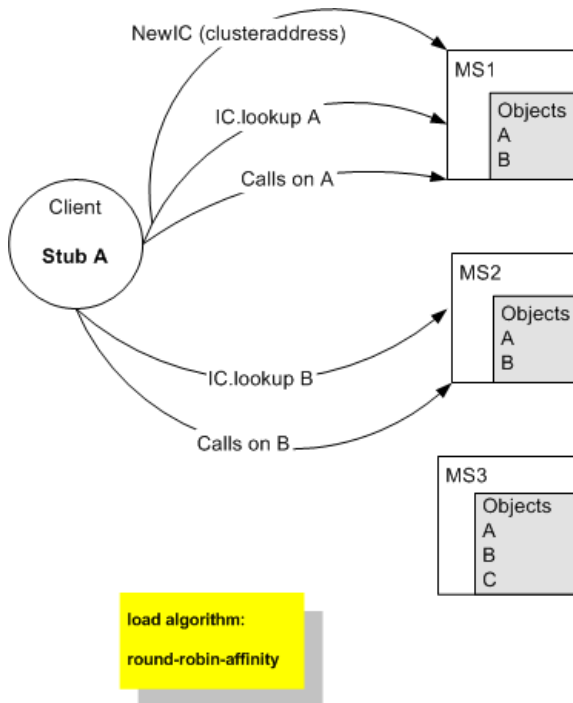 NewIC (clusteraddress)
MS1
Objects
A
B
IC.lookup A
Calls on A
Client
Stub A
MS2
Objects
A
B
IC.lookup B
Calls on B
MS3
Objects
A
B
C
load algorithm:
round-robin-affinity